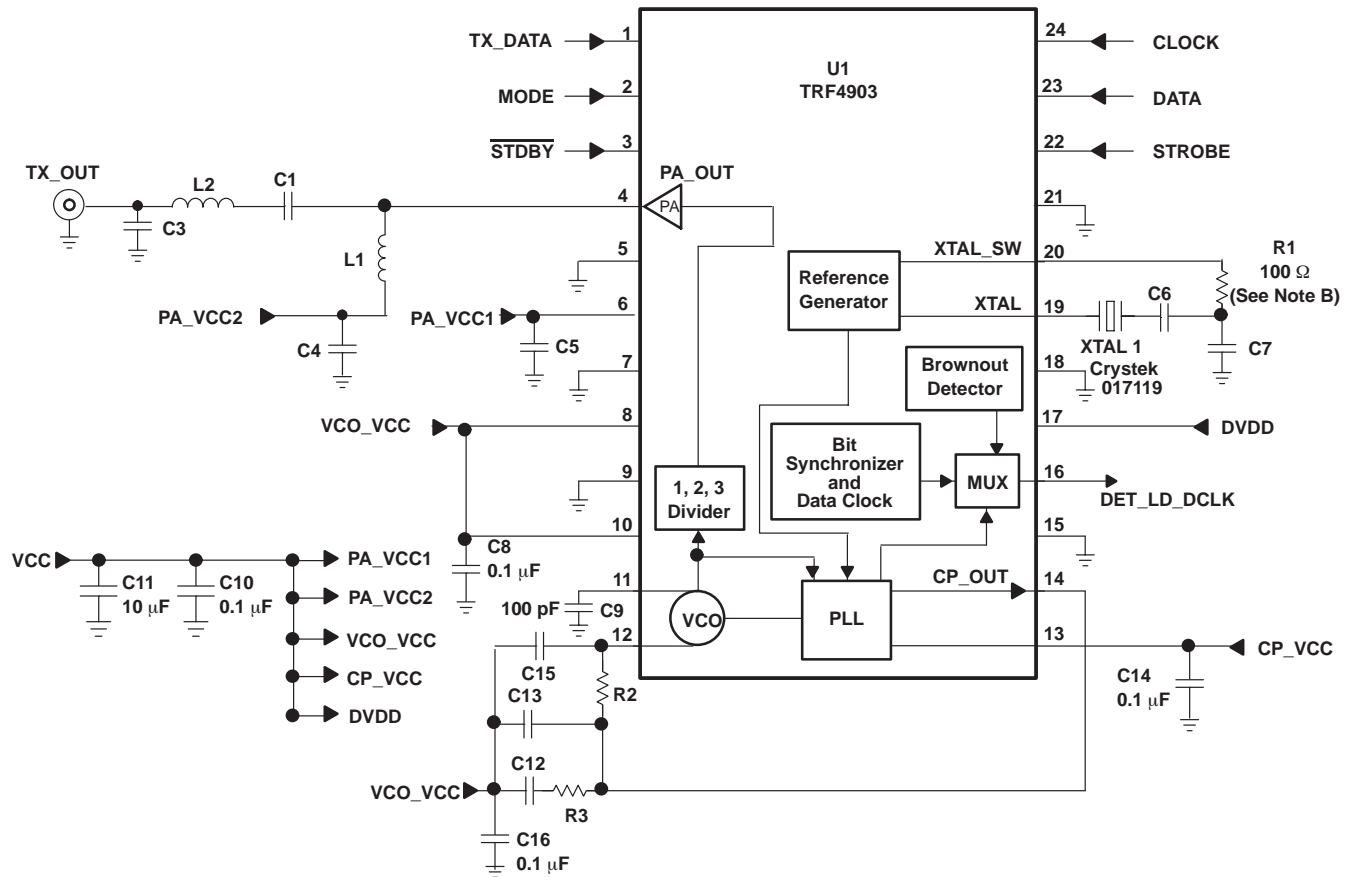 TX_DATA
1
MODE
2
STDBY
3
TX_OUT
L2
C1
C3
L1
PA_OUT
PA
4
5
PA_VCC2
C4
PA_VCC1
C5
6
7
VCO_VCC
8
9
10
C8
0.1 μF
11
100 pF
C9
12
VCC
C11
10 μF
C10
0.1 μF
PA_VCC1
PA_VCC2
VCO_VCC
CP_VCC
DVDD
C15
R2
C13
C12
R3
VCO_VCC
C16
0.1 μF
U1
TRF4903
Reference
Generator
XTAL_SW
XTAL
Brownout
Detector
Bit
Synchronizer
and
Data Clock
MUX
1, 2, 3
Divider
VCO
PLL
CP_OUT
24
CLOCK
23
DATA
22
STROBE
21
20
R1
100 Ω
(See Note B)
19
C6
XTAL 1
Crystek
017119
C7
18
17
DVDD
16
DET_LD_DCLK
15
14
13
CP_VCC
C14
0.1 μF